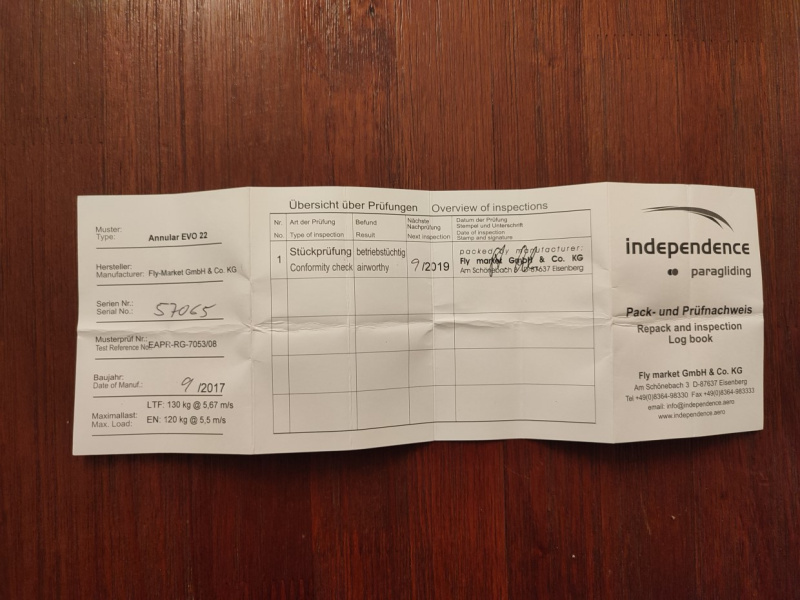 Muster:
Type: Annular EVO 22
Hersteller:
Manufacturer: Fly-Market GmbH & Co. KG
Serien Nr.:
Serial No.: 57065
Musterprüf Nr.:
Test Reference No. EAPR-RG-7053/08
Baujahr:
Date of Manuf.: 9/2017
LTF: 130 kg @ 5,67 m/s
Maximallast:
Max. Load: EN: 120 kg @ 5,5 m/s
Übersicht über Prüfungen Overview of inspections
Nr. Art der Prüfung Befund Nächste Nachprüfung Datum der Prüfung Stempel und Unterschrift
No Type of inspection Result Next inspection Date of inspection Stamp and signature
1 Stückprüfung betriebstüchtig packed by manufacturer:
Conformity check airworthy 9/2019 Fly market GmbH & Co. KG
Am Schönebach 3 D-87637 Eisenberg
independence
paragliding
Pack- und Prüfnachweis
Repack and inspection
Log book
Fly market GmbH & Co. KG
Am Schönebach 3 D-87637 Eisenberg
Tel +49(0)8364-98330 Fax +49(0)8364-983333
email: info@independence.aero
www.independence.aero